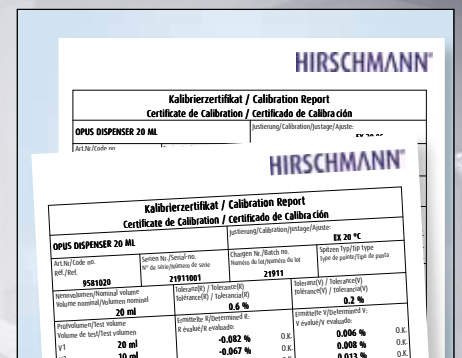 HIRSCHMANN®
Kalibrierzertifikat / Calibration Report
Certificate de Calibration / Certificado de Calibración
OPUS DISPENSER 20 ML
Justierung/Calibration/Justage/Ajuste:
EX 20 °C
Art.Nr/Code no.
HIRSCHMANN®
Kalibrierzertifikat / Calibration Report
Certificate de Calibration / Certificado de Calibración
OPUS DISPENSER 20 ML
Justierung/Calibration/Justage/Ajuste:
EX 20 °C
Art.Nr/Code no.
Réf./Ref.
9581020
Serien Nr./Serial-no.
N° de série/número de serie
21911001
Chargen Nr./Batch no.
Numéro du lot/número de lot
21911
Spitzen Typ/tip type
Type de pointe/tipo de punta
Nennvolumen/Nominal volume
Volume nominal/Volumen nominal
20 ml
Toleranz(R) / Tolerance(R)
Tolérance(R) / Tolerancia(R)
0.6 %
Toleranz(V) / Tolerance(V)
Tolérance(V) / Tolerancia(V)
0.2 %
Prüfvolumen/Test volume
Volume de test/Test volumen
Ermittelte R/Determined R:
R évalué/R evaluado:
Ermittelte V/Determined V:
V évalué/V evaluado:
V1 20 ml -0.082 % O.K. 0.006 % O.K.
10 ml -0.067 % O.K. 0.008 % O.K.
0.013 % O.K.